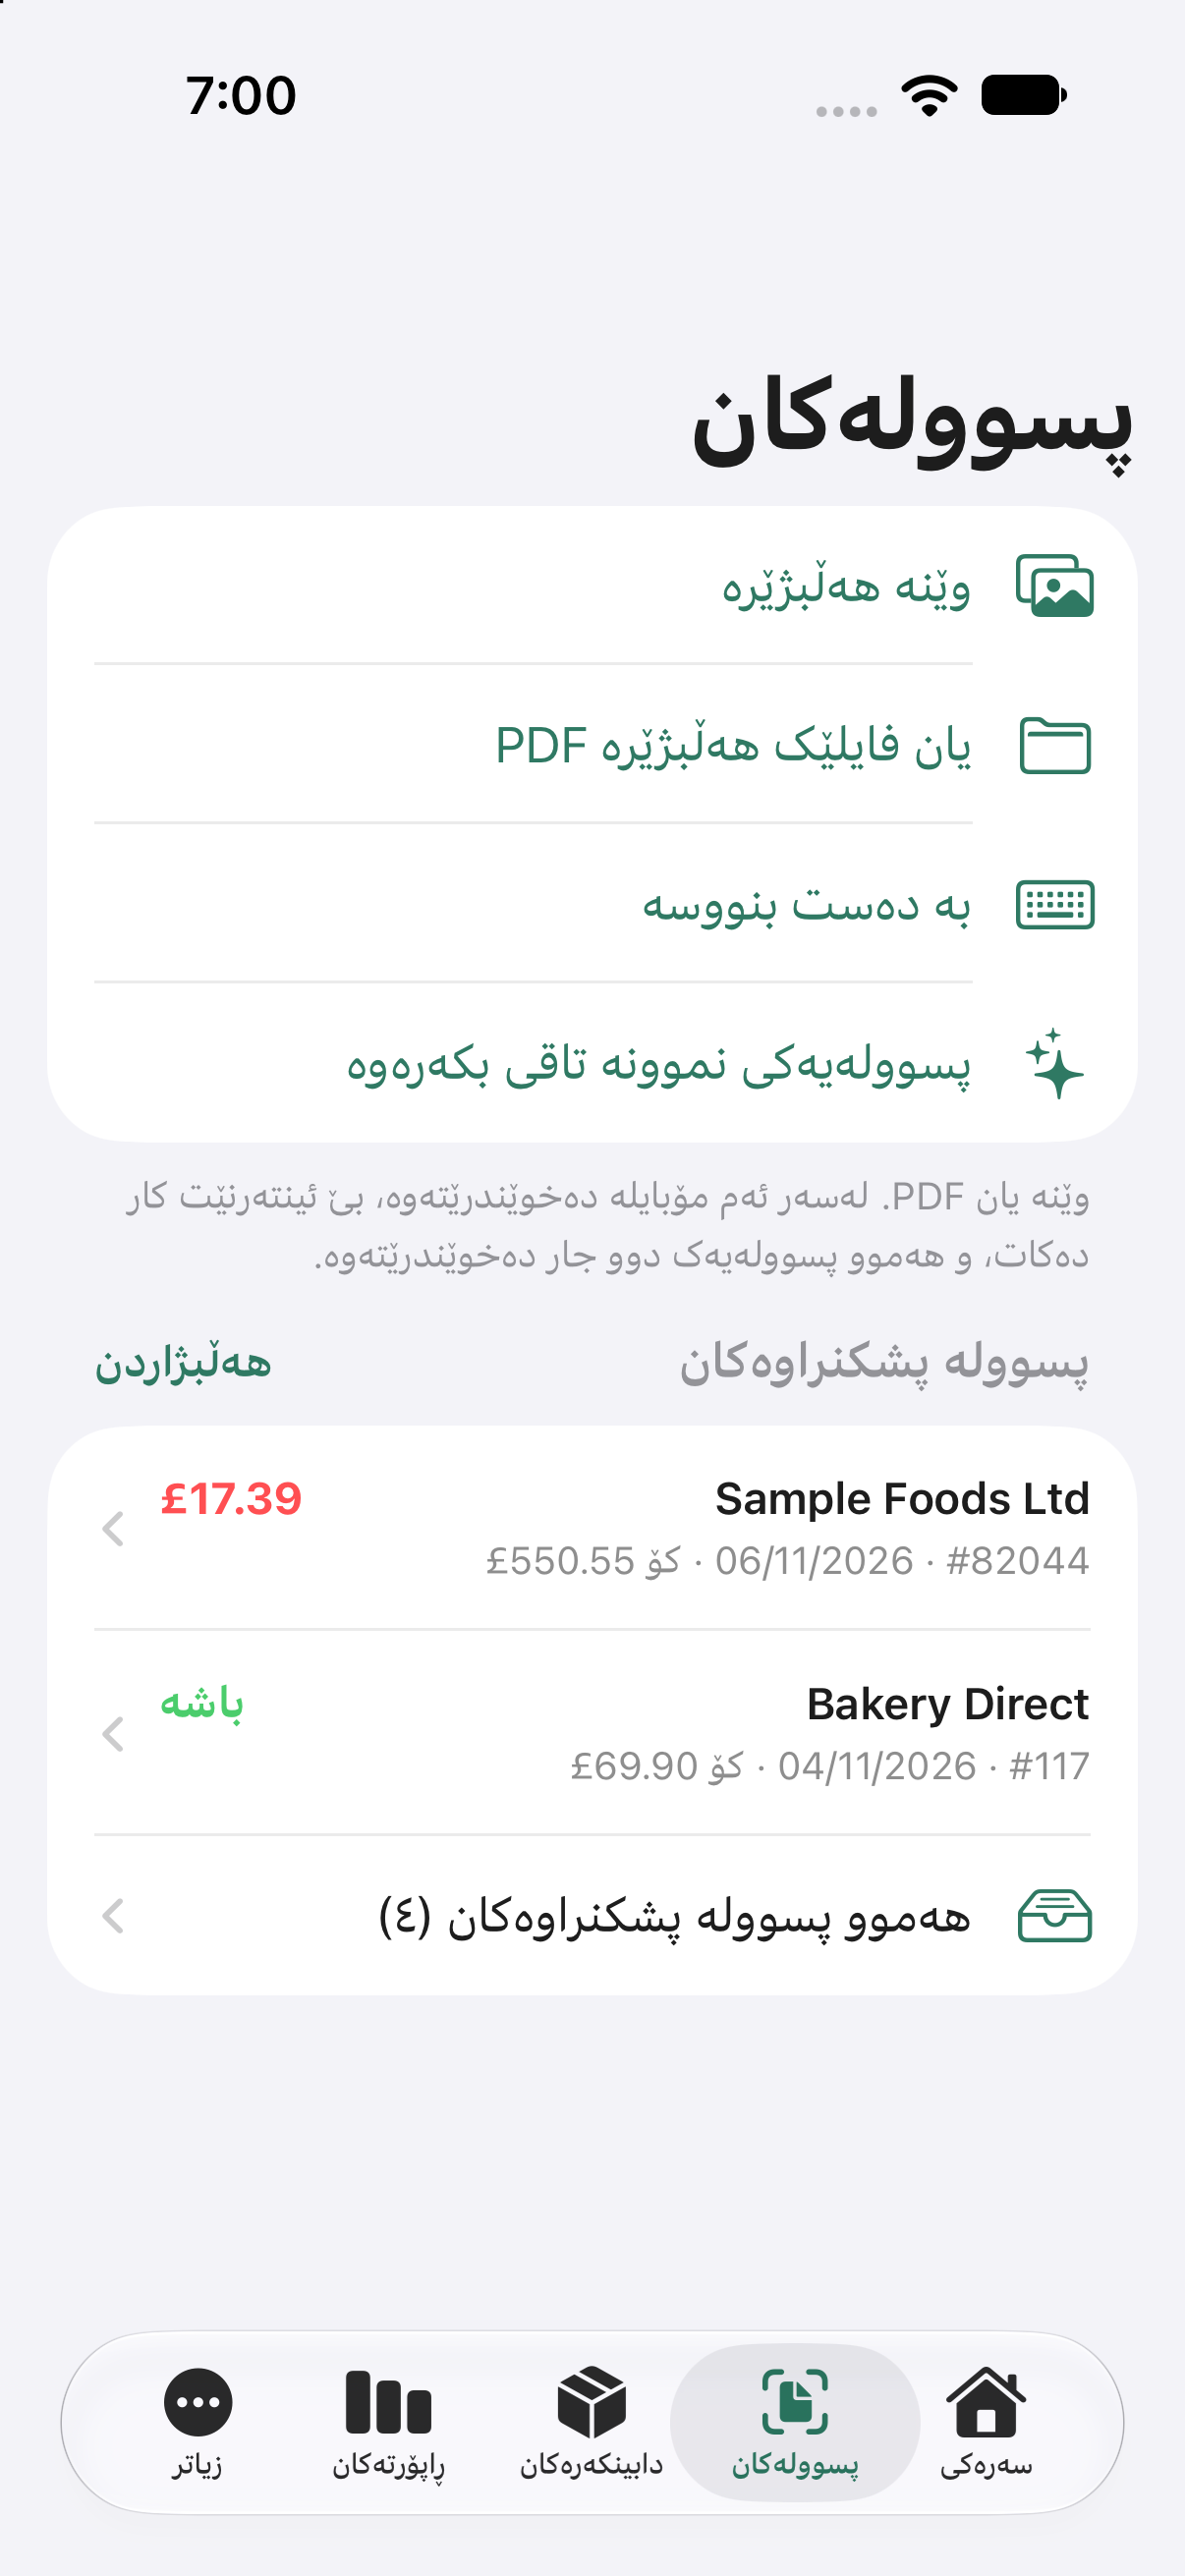 7:00
پسوولەکان
وێنە هەڵبژێرە
یان فایلێک هەڵبژێرە PDF
بە دەست بنووسە
پسوولەیەکی نموونە تاقی بکەرەوە
وێنە یان PDF. لەسەر ئەم مۆبایلە دەخوێندرێتەوە، بێ ئینتەرنێت کار
دەکات، و هەموو پسوولەیەک دوو جار دەخوێندرێتەوە.
پسوولە پشکنراوەکان
هەڵبژاردن
Sample Foods Ltd
£17.39
#82044 · 06/11/2026 · کۆ £550.55
Bakery Direct
باشە
#117 · 04/11/2026 · کۆ £69.90
هەموو پسوولە پشکنراوەکان (٤)
سەرەکی
پسوولەکان
دابینکەرەکان
ڕاپۆرتەکان
زیاتر